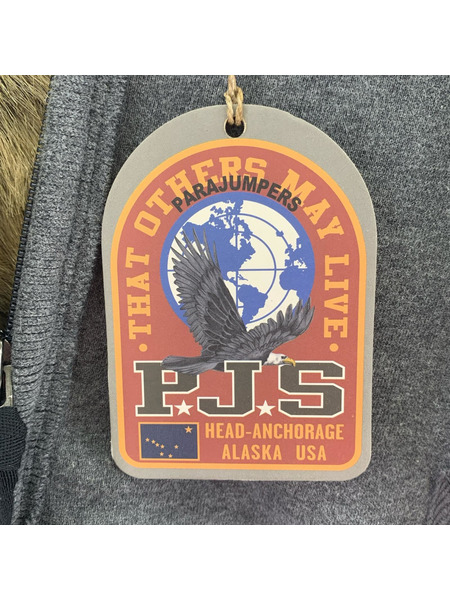 ·THAT OTHERS MAY LIVE·
PARAJUMPERS
P.J.S
HEAD-ANCHORAGE
ALASKA USA